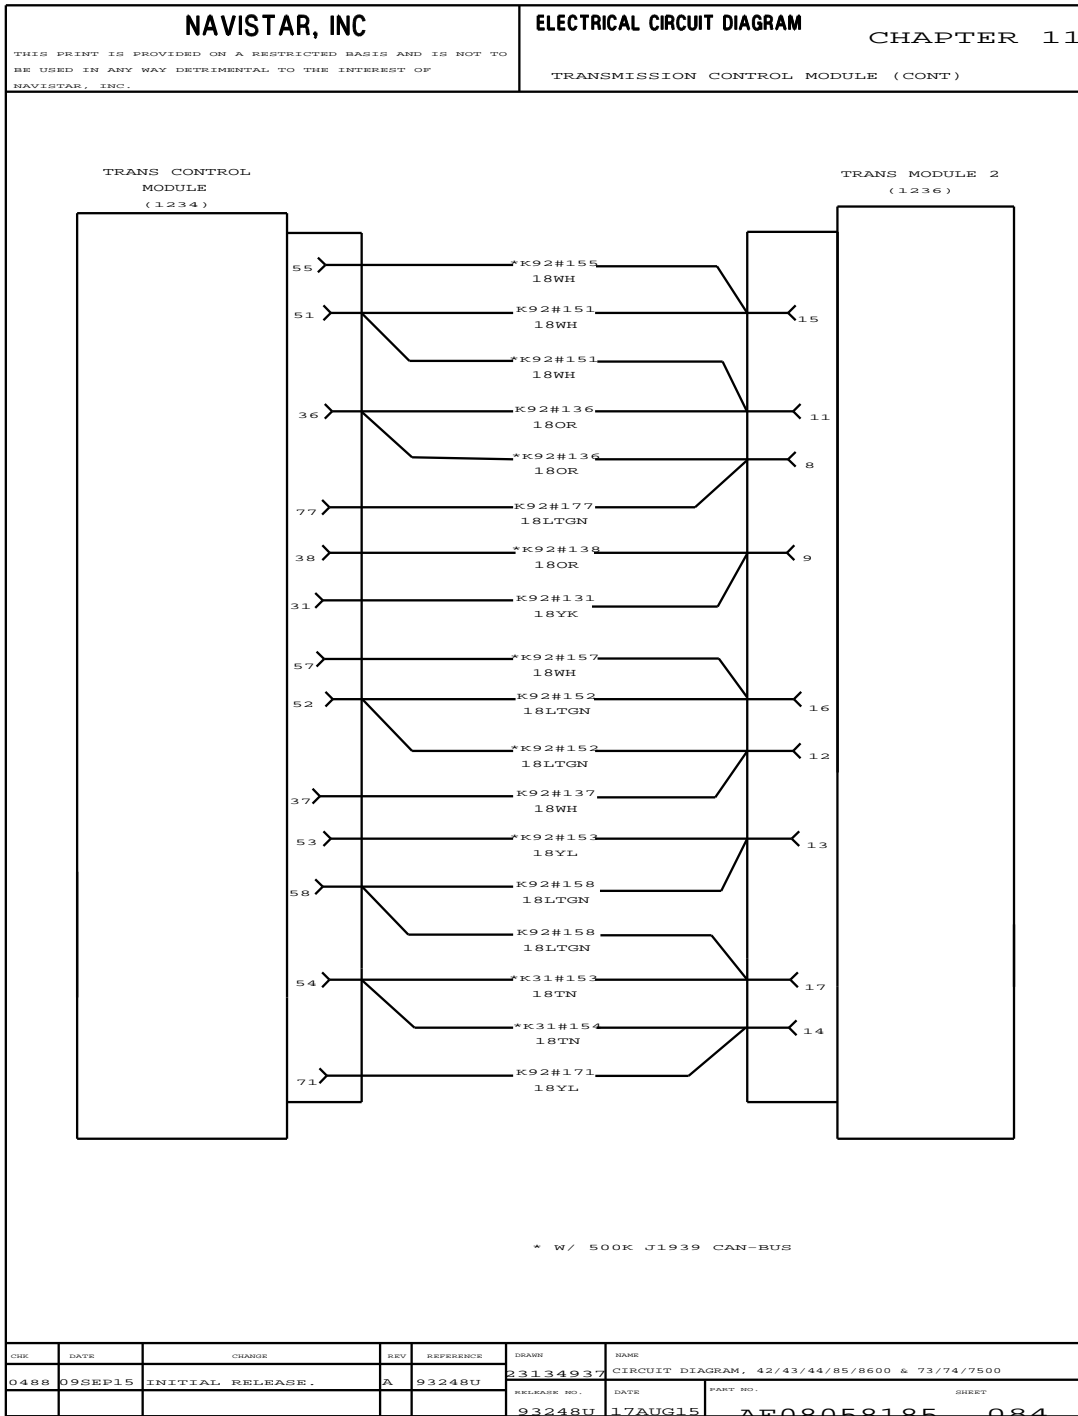 NAVISTAR, INC
THIS PRINT IS PROVIDED ON A RESTRICTED BASIS AND IS NOT TO
BE USED IN ANY WAY DETRIMENTAL TO THE INTEREST OF
NAVISTAR, INC.
ELECTRICAL CIRCUIT DIAGRAM
CHAPTER 11
TRANSMISSION CONTROL MODULE (CONT)
TRANS CONTROL
MODULE
(1234)
TRANS MODULE 2
(1236)
55
*K92#155
18WH
51
K92#151
18WH
15
*K92#151
18WH
36
K92#136
18OR
11
*K92#136
18OR
8
77
K92#177
18LTGN
38
*K92#138
18OR
9
31
K92#131
18YK
57
*K92#157
18WH
52
K92#152
18LTGN
16
*K92#152
18LTGN
12
37
K92#137
18WH
53
*K92#153
18YL
13
58
K92#158
18LTGN
K92#158
18LTGN
54
*K31#153
18TN
17
*K31#154
18TN
14
71
K92#171
18YL
* W/ 500K J1939 CAN-BUS
CHK DATE CHANGE REV REFERENCE
0488 09SEP15 INITIAL RELEASE. A 93248U
DRAWN
23134937
NAME
CIRCUIT DIAGRAM, 42/43/44/85/8600 & 73/74/7500
RELEASE NO.
93248U
DATE
17AUG15
PART NO.
AE08058185
SHEET
084